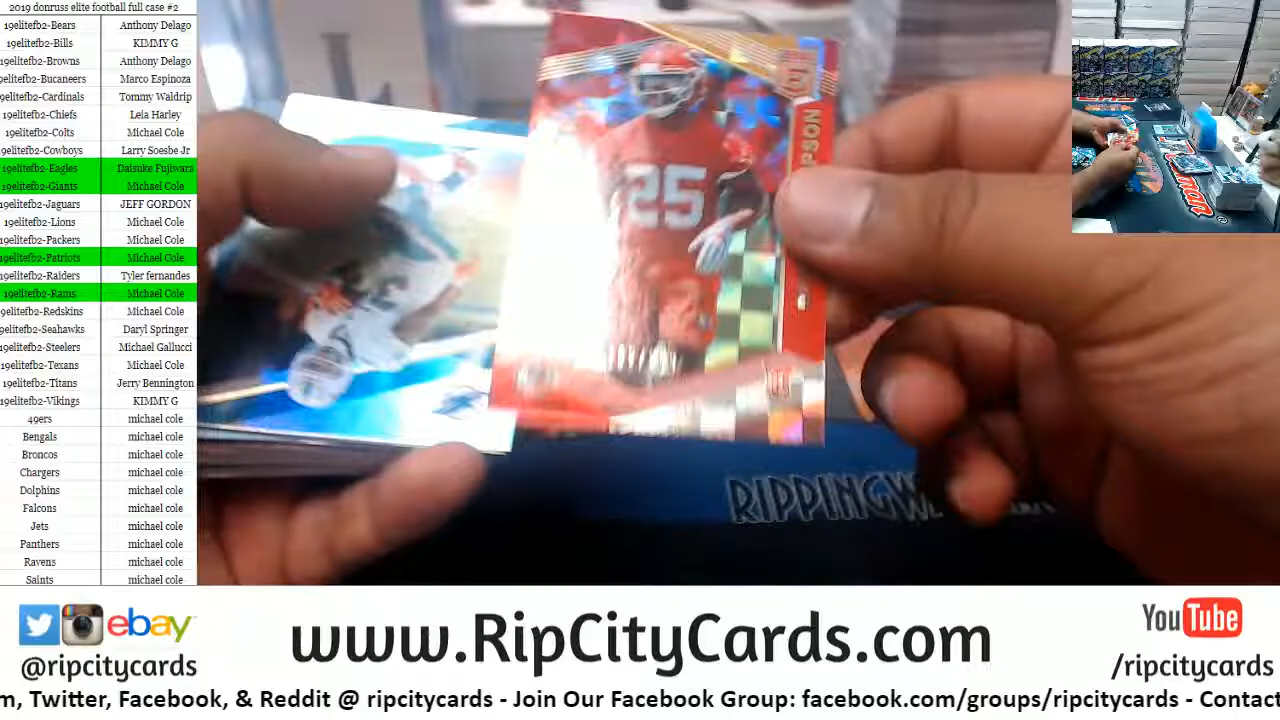 2019 donruss elite football full case #2
19elitefb2-Bears Anthony Delago
19elitefb2-Bills KIMMY G
19elitefb2-Browns Anthony Delago
9elitefb2-Bucaneers Marco Espinoza
9elitefb2-Cardinals Tommy Waldrip
19elitefb2-Chiefs Leia Harley
19elitefb2-Colts Michael Cole
9elitefb2-Cowboys Larry Soesbe Jr
19elitefb2-Eagles Daisuke Fujiwara
19elitefb2-Giants Michael Cole
19elitefb2-Jaguars JEFF GORDON
19elitefb2-Lions Michael Cole
19elitefb2-Packers Michael Cole
19elitefb2-Patriots Michael Cole
19elitefb2-Raiders Tyler fernandes
19elitefb2-Rams Michael Cole
9elitefb2-Redskins Michael Cole
9elitefb2-Seahawks Daryl Springer
19elitefb2-Steelers Michael Gallucci
19elitefb2-Texans Michael Cole
19elitefb2-Titans Jerry Bennington
19elitefb2-Vikings KIMMY G
49ers michael cole
Bengals michael cole
Broncos michael cole
Chargers michael cole
Dolphins michael cole
Falcons michael cole
Jets michael cole
Panthers michael cole
Ravens michael cole
Saints michael cole
PSON
25
RIPPINGW
ebay
@ripcitycards
www.RipCityCards.com
YouTube
/ripcitycards
m, Twitter, Facebook, & Reddit @ ripcitycards - Join Our Facebook Group: facebook.com/groups/ripcitycards - Contact